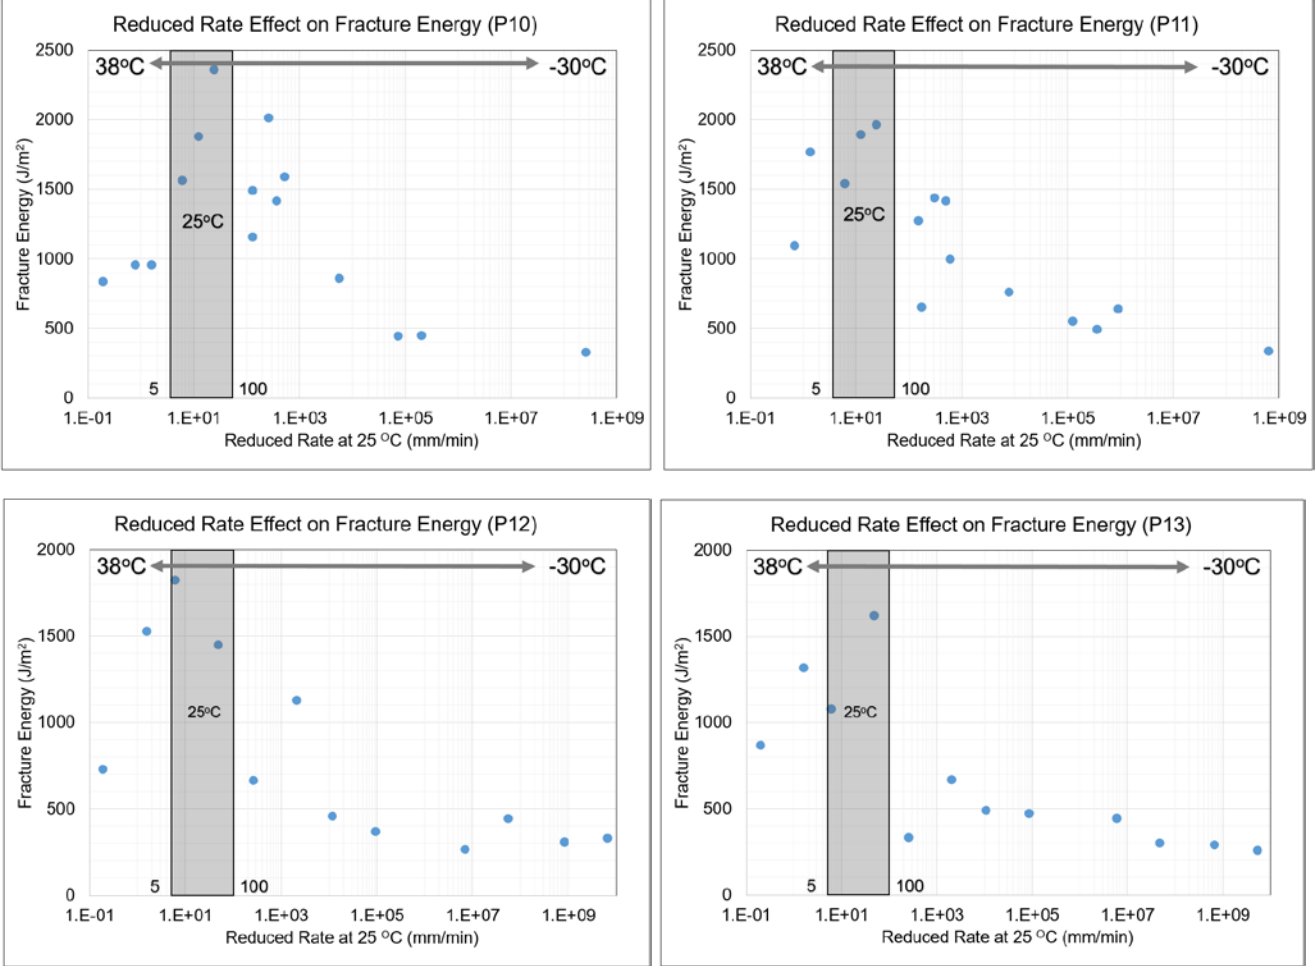 Reduced Rate Effect on Fracture Energy (P10)
2500
38ºC
-30ºC
2000
1500
25ºC
1000
500
0
5
100
Fracture Energy (J/m²)
1.E-01
1.E+01
1.E+03
1.E+05
1.E+07
1.E+09
Reduced Rate at 25 ºC (mm/min)
Reduced Rate Effect on Fracture Energy (P11)
2500
38ºC
-30ºC
2000
1500
25ºC
1000
500
0
5
100
Fracture Energy (J/m²)
1.E-01
1.E+01
1.E+03
1.E+05
1.E+07
1.E+09
Reduced Rate at 25 ºC (mm/min)
Reduced Rate Effect on Fracture Energy (P12)
2000
38ºC
-30ºC
1500
25ºC
1000
500
0
5
100
Fracture Energy (J/m²)
1.E-01
1.E+01
1.E+03
1.E+05
1.E+07
1.E+09
Reduced Rate at 25 ºC (mm/min)
Reduced Rate Effect on Fracture Energy (P13)
2000
38ºC
-30ºC
1500
25ºC
1000
500
0
5
100
Fracture Energy (J/m²)
1.E-01
1.E+01
1.E+03
1.E+05
1.E+07
1.E+09
Reduced Rate at 25 ºC (mm/min)